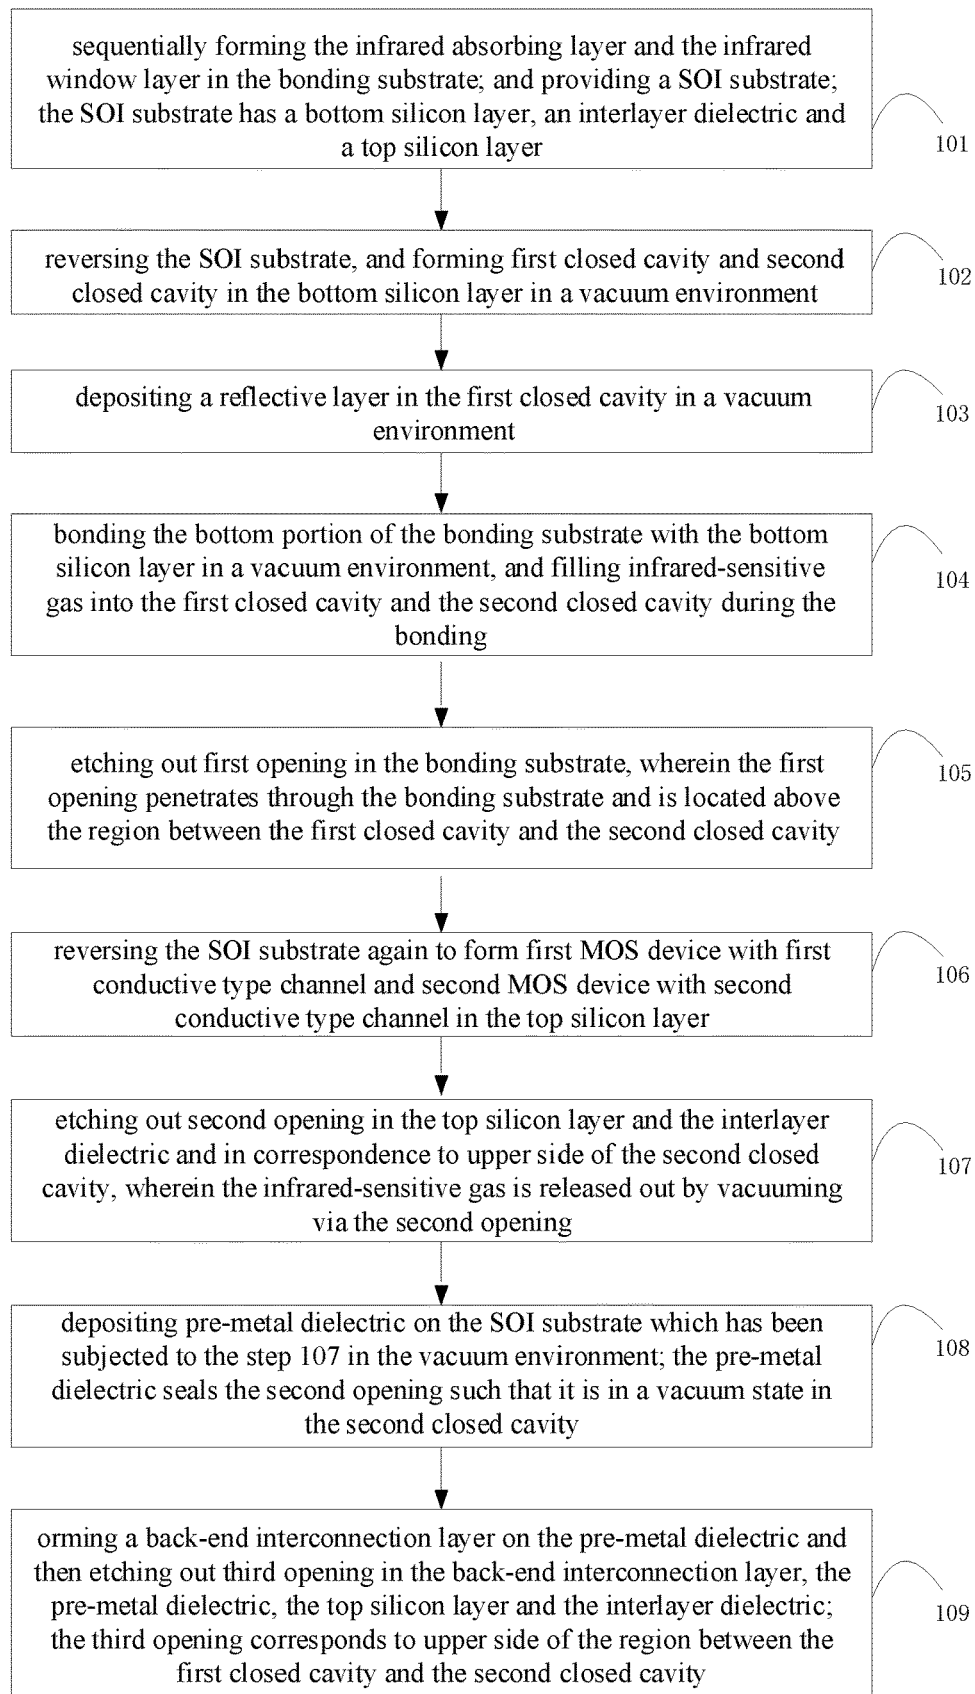 sequentially forming the infrared absorbing layer and the infrared
window layer in the bonding substrate; and providing a SOI substrate;
the SOI substrate has a bottom silicon layer, an interlayer dielectric and
a top silicon layer
101
reversing the SOI substrate, and forming first closed cavity and second
closed cavity in the bottom silicon layer in a vacuum environment
102
depositing a reflective layer in the first closed cavity in a vacuum
environment
103
bonding the bottom portion of the bonding substrate with the bottom
silicon layer in a vacuum environment, and filling infrared-sensitive
gas into the first closed cavity and the second closed cavity during the
bonding
104
etching out first opening in the bonding substrate, wherein the first
opening penetrates through the bonding substrate and is located above
the region between the first closed cavity and the second closed cavity
105
reversing the SOI substrate again to form first MOS device with first
conductive type channel and second MOS device with second
conductive type channel in the top silicon layer
106
etching out second opening in the top silicon layer and the interlayer
dielectric and in correspondence to upper side of the second closed
cavity, wherein the infrared-sensitive gas is released out by vacuuming
via the second opening
107
depositing pre-metal dielectric on the SOI substrate which has been
subjected to the step 107 in the vacuum environment; the pre-metal
dielectric seals the second opening such that it is in a vacuum state in
the second closed cavity
108
orming a back-end interconnection layer on the pre-metal dielectric and
then etching out third opening in the back-end interconnection layer, the
pre-metal dielectric, the top silicon layer and the interlayer dielectric;
the third opening corresponds to upper side of the region between the
first closed cavity and the second closed cavity
109